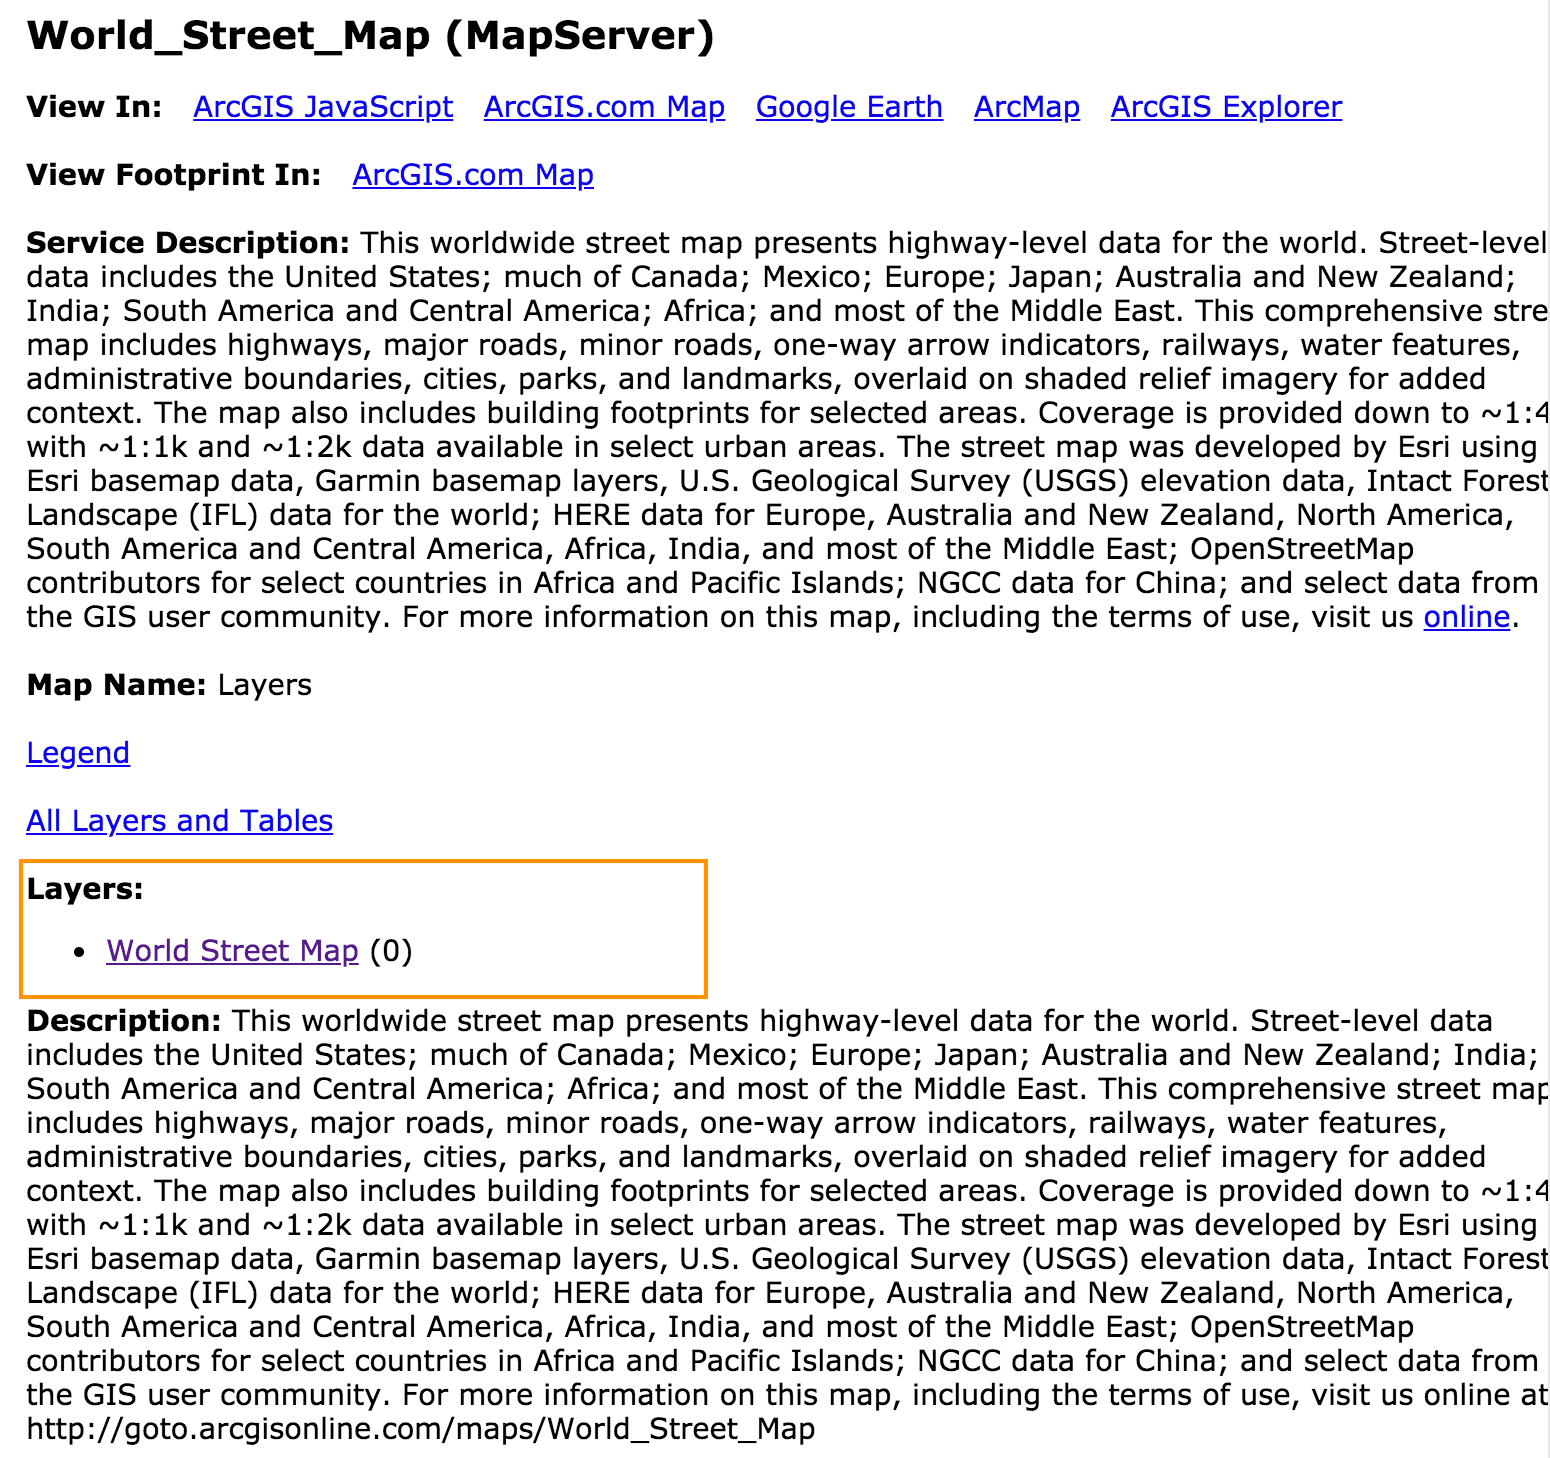 World_Street_Map (MapServer)
View In: ArcGIS JavaScript ArcGIS.com Map Google Earth ArcMap ArcGIS Explorer
View Footprint In: ArcGIS.com Map
Service Description: This worldwide street map presents highway-level data for the world. Street-level
data includes the United States; much of Canada; Mexico; Europe; Japan; Australia and New Zealand;
India; South America and Central America; Africa; and most of the Middle East. This comprehensive stre
map includes highways, major roads, minor roads, one-way arrow indicators, railways, water features,
administrative boundaries, cities, parks, and landmarks, overlaid on shaded relief imagery for added
context. The map also includes building footprints for selected areas. Coverage is provided down to ~1:4
with ~1:1k and ~1:2k data available in select urban areas. The street map was developed by Esri using
Esri basemap data, Garmin basemap layers, U.S. Geological Survey (USGS) elevation data, Intact Forest
Landscape (IFL) data for the world; HERE data for Europe, Australia and New Zealand, North America,
South America and Central America, Africa, India, and most of the Middle East; OpenStreetMap
contributors for select countries in Africa and Pacific Islands; NGCC data for China; and select data from
the GIS user community. For more information on this map, including the terms of use, visit us online.
Map Name: Layers
Legend
All Layers and Tables
Layers:
• World Street Map (0)
Description: This worldwide street map presents highway-level data for the world. Street-level data
includes the United States; much of Canada; Mexico; Europe; Japan; Australia and New Zealand; India;
South America and Central America; Africa; and most of the Middle East. This comprehensive street map
includes highways, major roads, minor roads, one-way arrow indicators, railways, water features,
administrative boundaries, cities, parks, and landmarks, overlaid on shaded relief imagery for added
context. The map also includes building footprints for selected areas. Coverage is provided down to ~1:4
with ~1:1k and ~1:2k data available in select urban areas. The street map was developed by Esri using
Esri basemap data, Garmin basemap layers, U.S. Geological Survey (USGS) elevation data, Intact Forest
Landscape (IFL) data for the world; HERE data for Europe, Australia and New Zealand, North America,
South America and Central America, Africa, India, and most of the Middle East; OpenStreetMap
contributors for select countries in Africa and Pacific Islands; NGCC data for China; and select data from
the GIS user community. For more information on this map, including the terms of use, visit us online at
http://goto.arcgisonline.com/maps/World_Street_Map